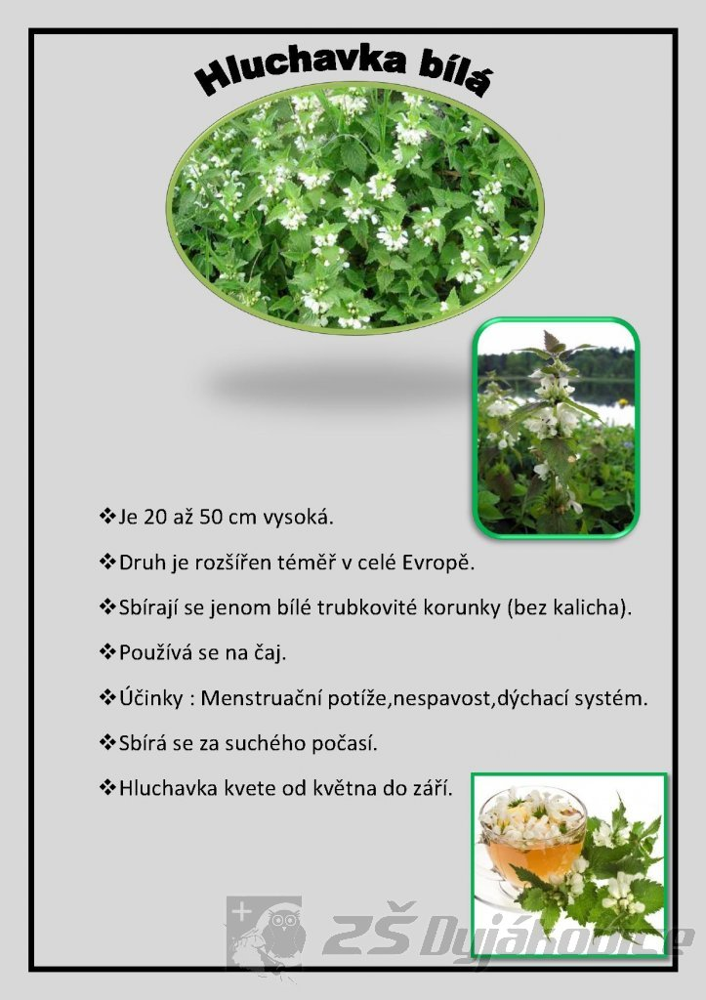 Hluchavka bílá
❖Je 20 až 50 cm vysoká.
❖Druh je rozšířen téměř v celé Evropě.
❖Sbírají se jenom bílé trubkovité korunky (bez kalicha).
❖Používá se na čaj.
❖Účinky : Menstruační potíže,nespavost,dýchací systém.
❖Sbírá se za suchého počasí.
❖Hluchavka kvete od května do září.
ZŠ Dyjákovice